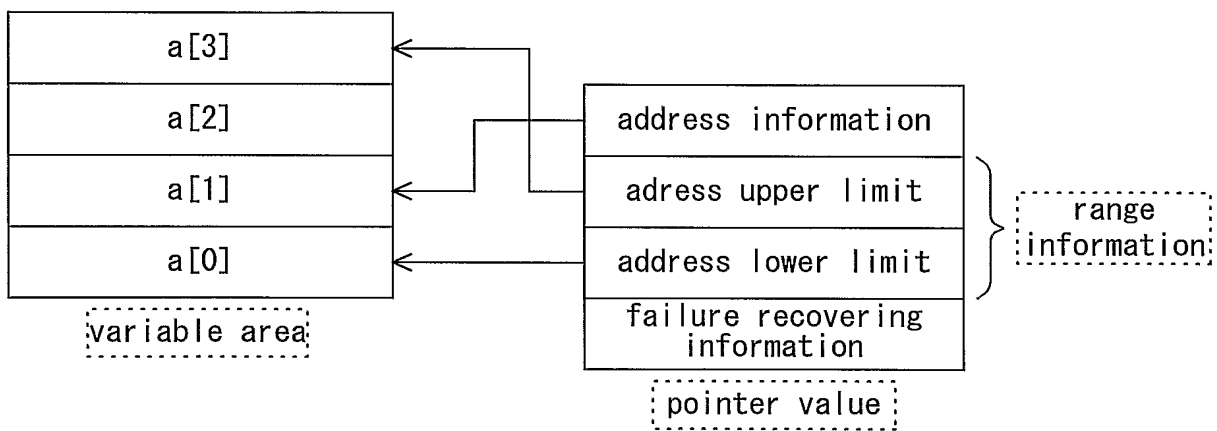 a[3]
a[2]
a[1]
a[0]
variable area
address information
adress upper limit
address lower limit
failure recovering
information
pointer value
range
information